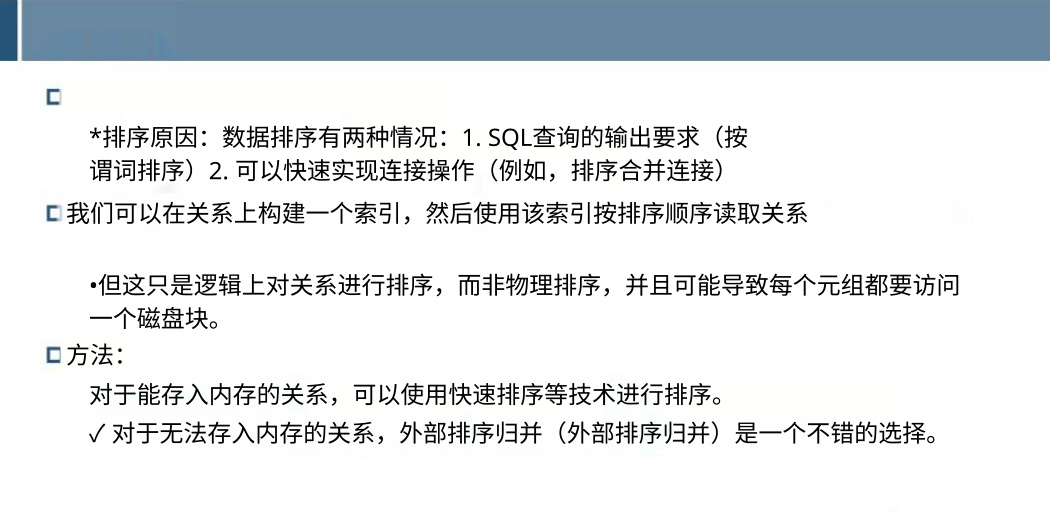 *排序原因：数据排序有两种情况：1. SQL查询的输出要求（按
谓词排序）2. 可以快速实现连接操作（例如，排序合并连接）
我们可以在关系上构建一个索引，然后使用该索引按排序顺序读取关系
•但这只是逻辑上对关系进行排序，而非物理排序，并且可能导致每个元组都要访问
一个磁盘块。
方法：
对于能存入内存的关系，可以使用快速排序等技术进行排序。
✓ 对于无法存入内存的关系，外部排序归并（外部排序归并）是一个不错的选择。